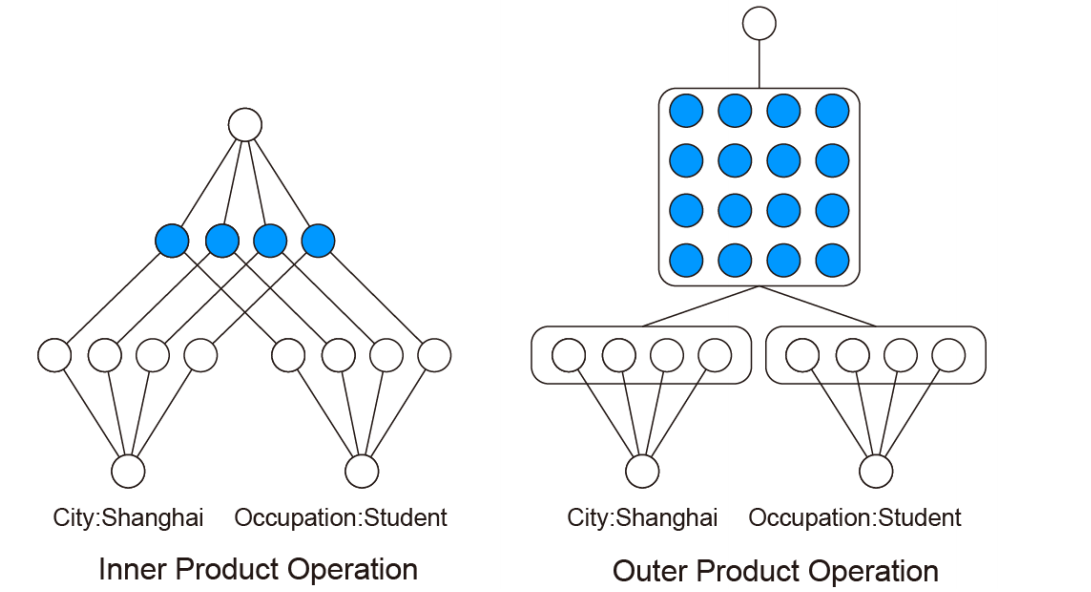 City:Shanghai Occupation:Student
Inner Product Operation
City:Shanghai Occupation:Student
Outer Product Operation